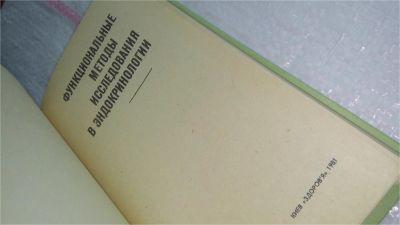 ФУНКЦИОНАЛЬНЫЕ
МЕТОДЫ
ИССЛЕДОВАНИЯ
В ЭНДОКРИНОЛОГИИ
КИЕВ «ЗДОРОВ'Я» 1981